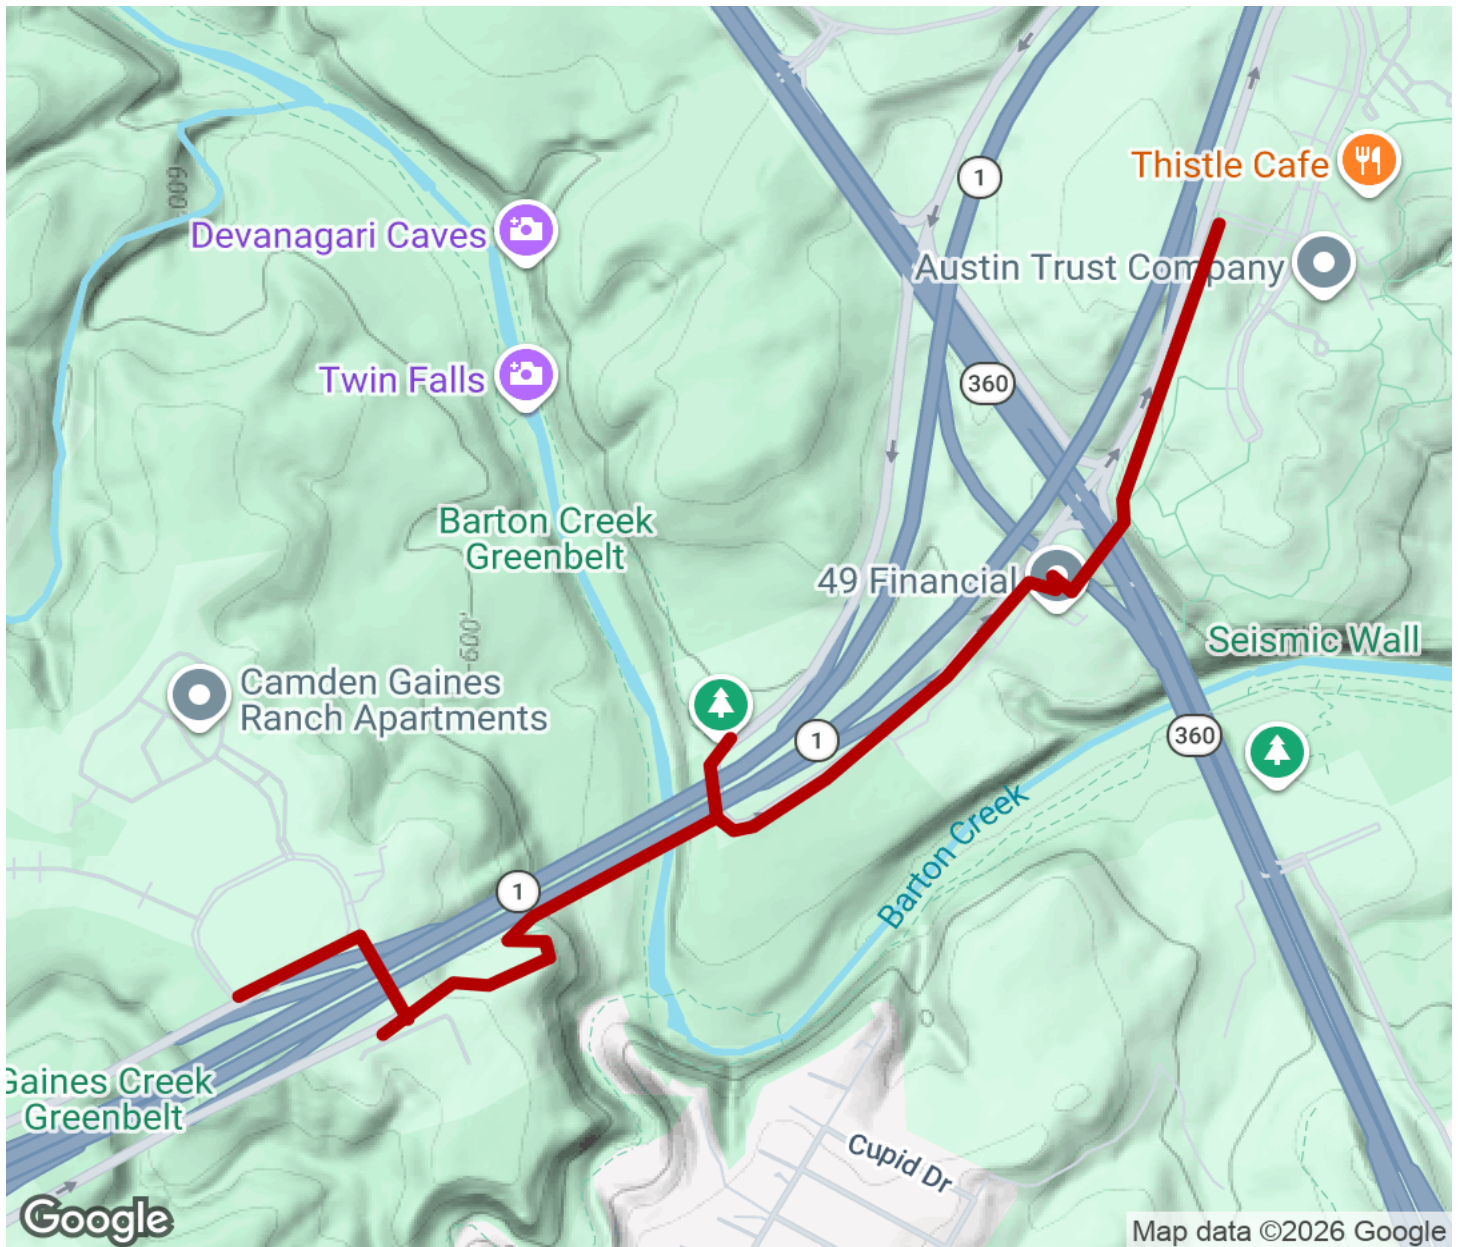 1
Thistle Cafe
600'
Devanagari Caves
Austin Trust Company
Twin Falls
360
Barton Creek
Greenbelt
49 Financial
600'
Seismic Wall
Camden Gaines
Ranch Apartments
1
360
Barton Creek
1
Gaines Creek
Greenbelt
Cupid Dr
Google
Map data ©2026 Google